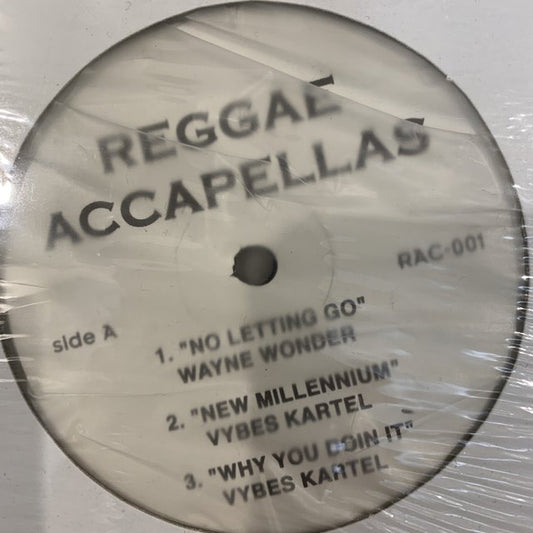 REGGAE
ACCAPELLAS
RAC-001
side A
1. "NO LETTING GO"
WAYNE WONDER
2. "NEW MILLENNIUM"
VYBES KARTEL
3. "WHY YOU DOIN IT"
VYBES KARTEL